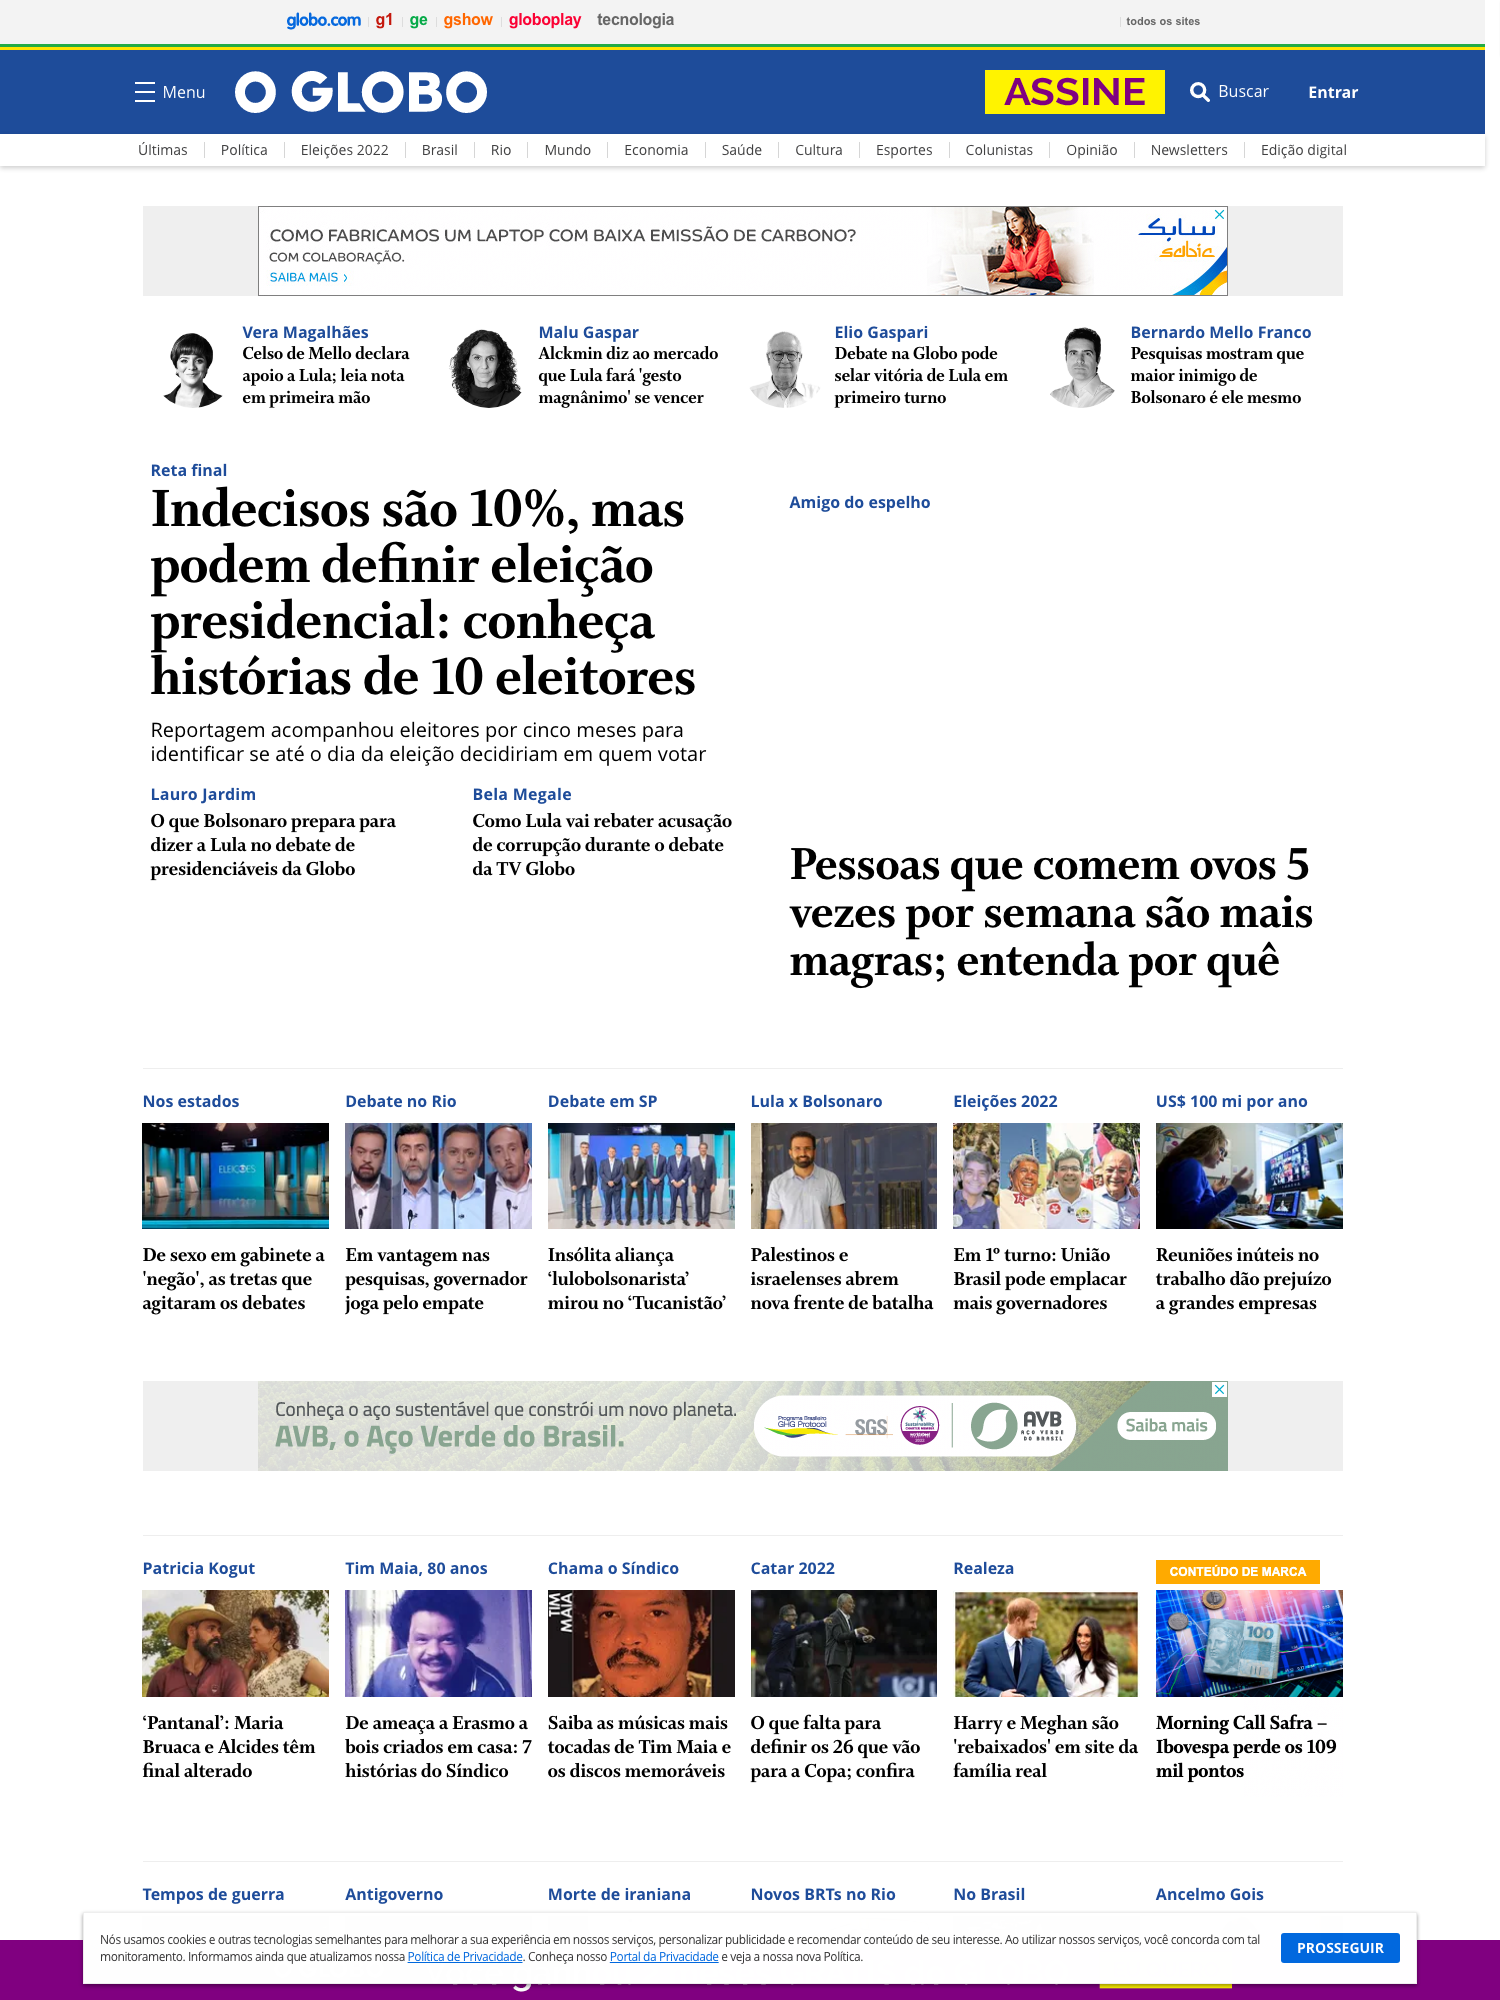 globo.com
g1
ge
gshow
globoplay
tecnologia
todos os sites
Menu
O GLOBO
ASSINE
Buscar
Entrar
Últimas
Política
Eleições 2022
Brasil
Rio
Mundo
Economia
Saúde
Cultura
Esportes
Colunistas
Opinião
Newsletters
Edição digital
COMO FABRICAMOS UM LAPTOP COM BAIXA EMISSÃO DE CARBONO?
COM COLABORAÇÃO.
SAIBA MAIS ›
سابك
sabic
Vera Magalhães
Celso de Mello declara
apoio a Lula; leia nota
em primeira mão
Malu Gaspar
Alckmin diz ao mercado
que Lula fará 'gesto
magnânimo' se vencer
Elio Gaspari
Debate na Globo pode
selar vitória de Lula em
primeiro turno
Bernardo Mello Franco
Pesquisas mostram que
maior inimigo de
Bolsonaro é ele mesmo
Reta final
Indecisos são 10%, mas
podem definir eleição
presidencial: conheça
histórias de 10 eleitores
Reportagem acompanhou eleitores por cinco meses para
identificar se até o dia da eleição decidiriam em quem votar
Lauro Jardim
O que Bolsonaro prepara para
dizer a Lula no debate de
presidenciáveis da Globo
Bela Megale
Como Lula vai rebater acusação
de corrupção durante o debate
da TV Globo
Amigo do espelho
Pessoas que comem ovos 5
vezes por semana são mais
magras; entenda por quê
Nos estados
ELEIÇÕES
De sexo em gabinete a
'negão', as tretas que
agitaram os debates
Debate no Rio
Em vantagem nas
pesquisas, governador
joga pelo empate
Debate em SP
Insólita aliança
‘lulobolsonarista’
mirou no ‘Tucanistão’
Lula x Bolsonaro
Palestinos e
israelenses abrem
nova frente de batalha
Eleições 2022
Em 1º turno: União
Brasil pode emplacar
mais governadores
US$ 100 mi por ano
Reuniões inúteis no
trabalho dão prejuízo
a grandes empresas
Conheça o aço sustentável que constrói um novo planeta.
AVB, o Aço Verde do Brasil.
Programa Brasileiro
GHG Protocol
SGS
AVB
AÇO VERDE
DO BRASIL
Saiba mais
Patricia Kogut
‘Pantanal’: Maria
Bruaca e Alcides têm
final alterado
Tim Maia, 80 anos
De ameaça a Erasmo a
bois criados em casa: 7
histórias do Síndico
Chama o Síndico
TIM
MAIA
Saiba as músicas mais
tocadas de Tim Maia e
os discos memoráveis
Catar 2022
O que falta para
definir os 26 que vão
para a Copa; confira
Realeza
Harry e Meghan são
'rebaixados' em site da
família real
CONTEÚDO DE MARCA
100
Morning Call Safra –
Ibovespa perde os 109
mil pontos
Tempos de guerra
Antigoverno
Morte de iraniana
Novos BRTs no Rio
No Brasil
Ancelmo Gois
Nós usamos cookies e outras tecnologias semelhantes para melhorar a sua experiência em nossos serviços, personalizar publicidade e recomendar conteúdo de seu interesse. Ao utilizar nossos serviços, você concorda com tal
monitoramento. Informamos ainda que atualizamos nossa Política de Privacidade. Conheça nosso Portal da Privacidade e veja a nossa nova Política.
PROSSEGUIR